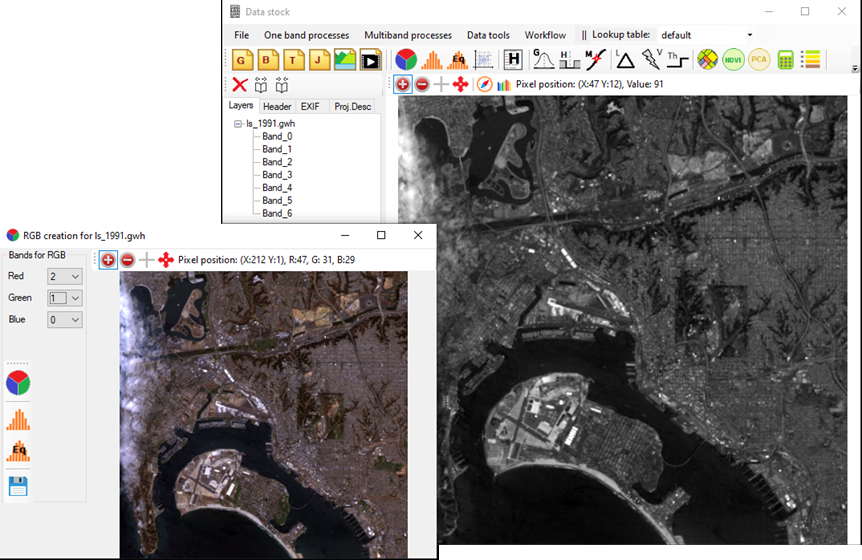 Data stock
File One band processes Multiband processes Data tools Workflow || Lookup table: default
G B T J Eq H G H Δ V Th HDVI PCA
Pixel position: (X:47 Y:12), Value: 91
Layers Header EXIF Proj.Desc
ls_1991.gwh
Band_0
Band_1
Band_2
Band_3
Band_4
Band_5
Band_6
RGB creation for ls_1991.gwh
Bands for RGB
Pixel position: (X:212 Y:1), R:47, G: 31, B:29
Red 2
Green 1
Blue 0
Eq